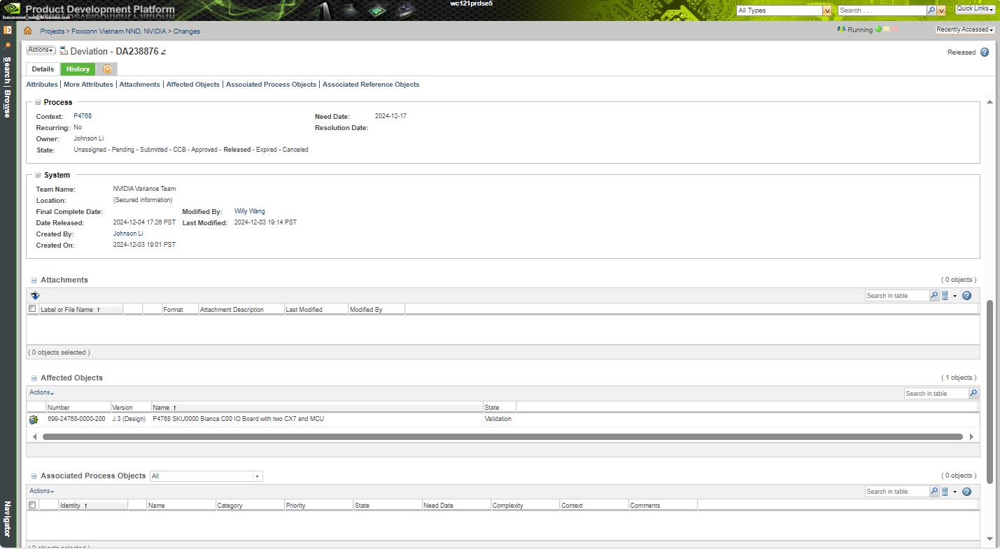 wc121prdse5
Product Development Platform
All Types Search . . . Quick Links
Projects > Foxconn Vietnam NND, NVIDIA > Changes
Running Recently Accessed
Actions Deviation - DA238876 Released
Details History
Search | Browse
Attributes | More Attributes | Attachments | Affected Objects | Associated Process Objects | Associated Reference Objects
Process
Context: P4768 Need Date: 2024-12-17
Recurring: No Resolution Date:
Owner: Johnson Li
State: Unassigned - Pending - Submitted - CCB - Approved - Released - Expired - Canceled
System
Team Name: NVIDIA Variance Team
Location: (Secured information)
Final Complete Date: Modified By: Willy Wang
Date Released: 2024-12-04 17:26 PST Last Modified: 2024-12-03 19:14 PST
Created By: Johnson Li
Created On: 2024-12-03 19:01 PST
Attachments ( 0 objects )
Search in table
Label or File Name ↑ Format Attachment Description Last Modified Modified By
( 0 objects selected )
Affected Objects ( 1 objects )
Actions Search in table
Number Version Name ↑ State
699-24768-0000-200 J.3 (Design) P4768 SKU0000 Bianca C00 IO Board with two CX7 and MCU Validation
Associated Process Objects All ( 0 objects )
Actions Search in table
Identity ↑ Name Category Priority State Need Date Complexity Context Comments
Navigator
( 0 objects selected )